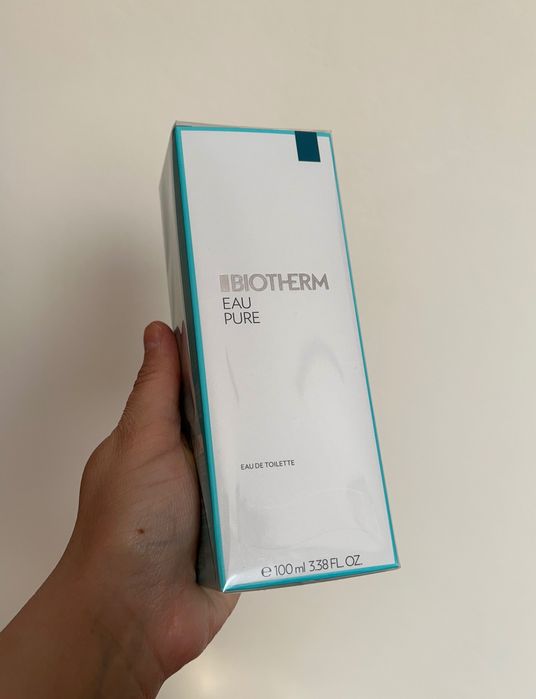 BIOTHERM
EAU
PURE
EAU DE TOILETTE
℮ 100 ml 3.38 FL. OZ.